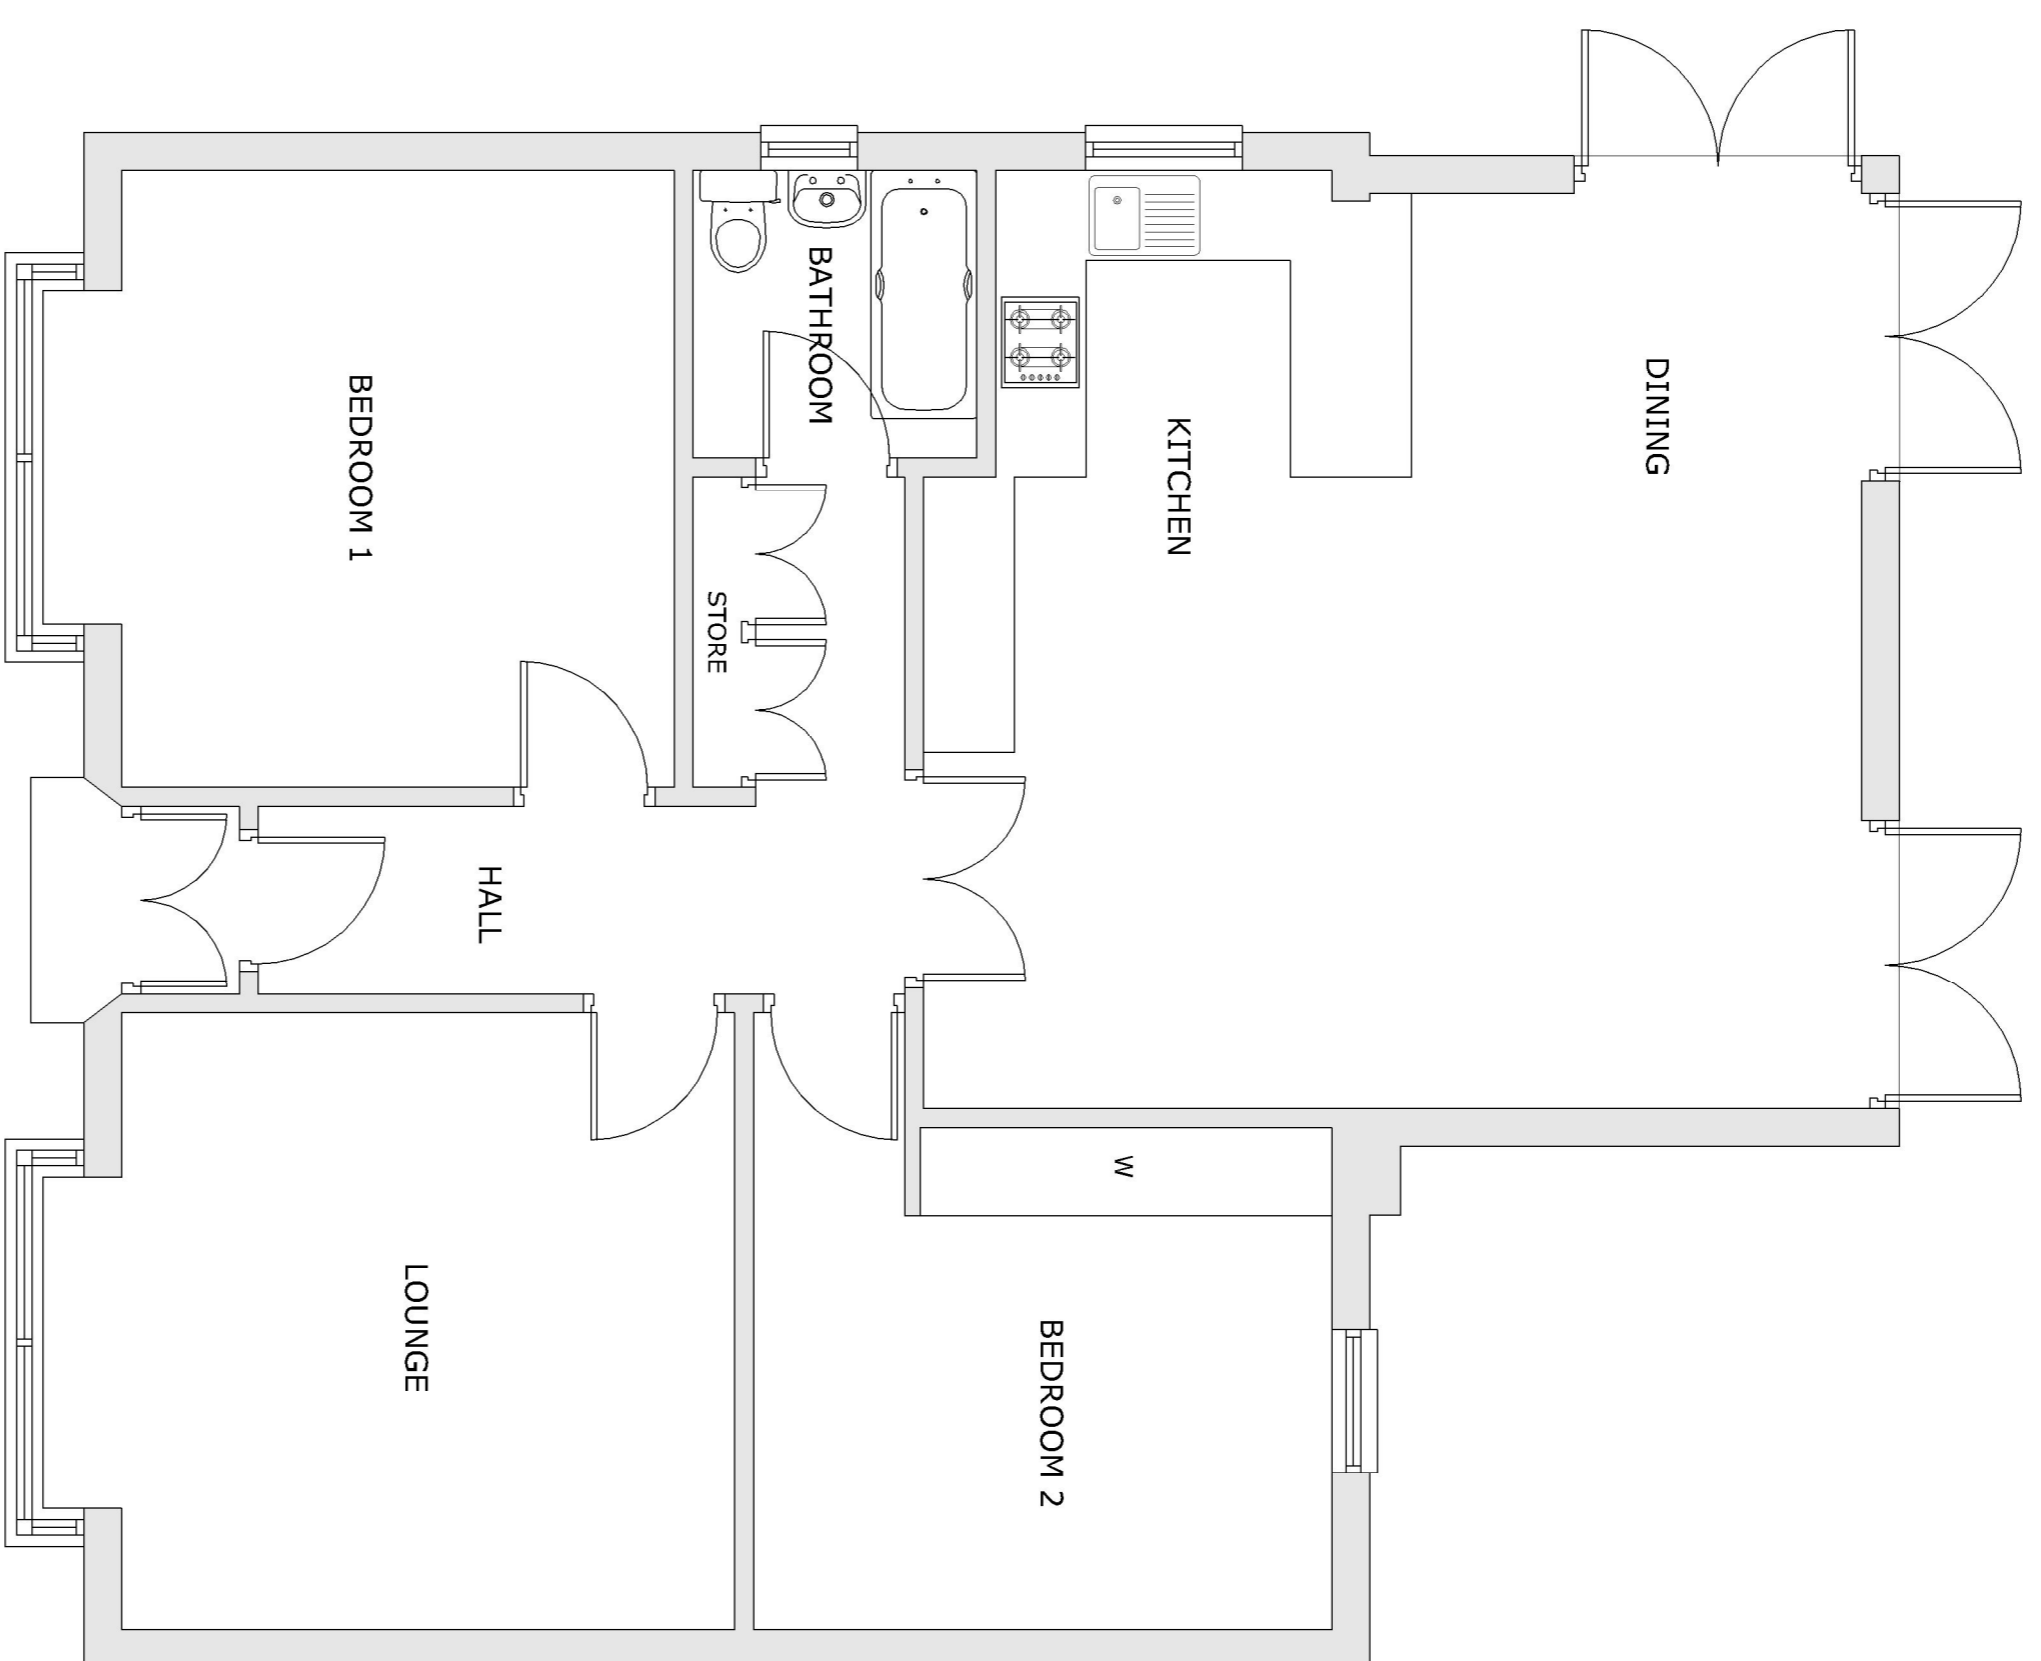 BATHROOM
DINING
BEDROOM 1
KITCHEN
STORE
HALL
W
LOUNGE
BEDROOM 2